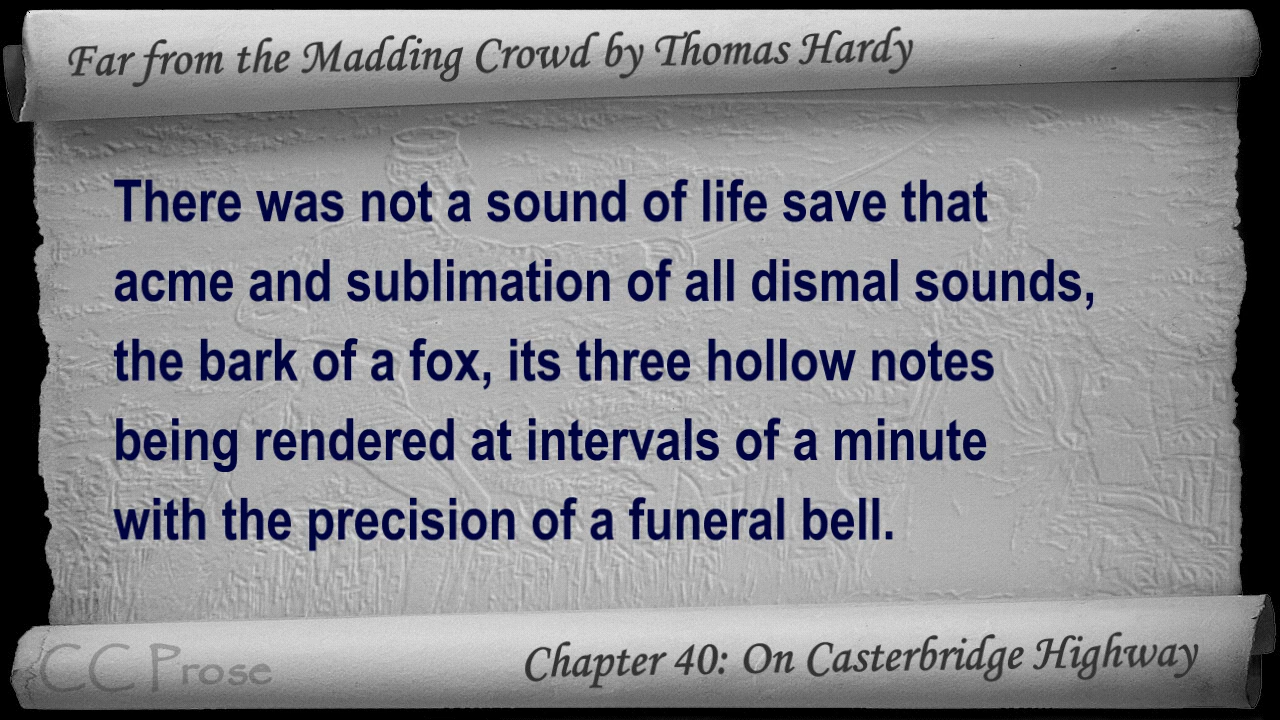 Far from the Madding Crowd by Thomas Hardy
There was not a sound of life save that
acme and sublimation of all dismal sounds,
the bark of a fox, its three hollow notes
being rendered at intervals of a minute
with the precision of a funeral bell.
CC Prose
Chapter 40: On Casterbridge Highway